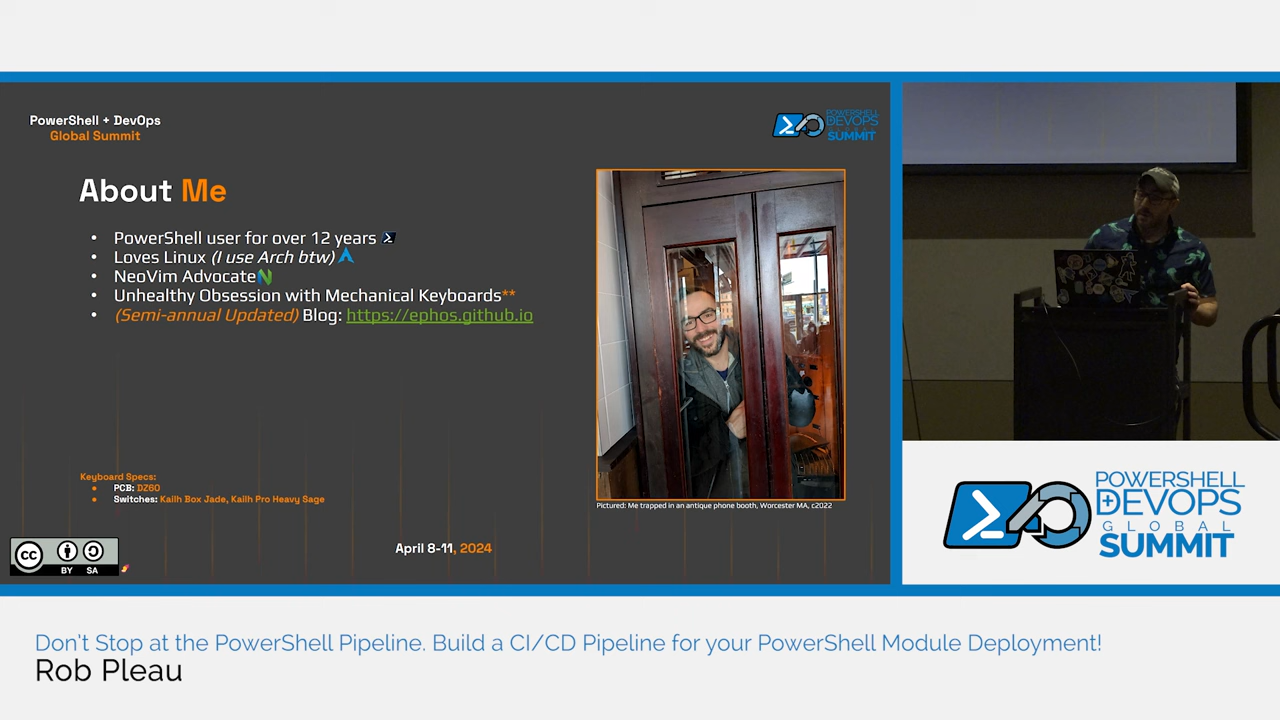 PowerShell + DevOps
Global Summit
POWERSHELL
DEVOPS
GLOBAL
SUMMIT
About Me
• PowerShell user for over 12 years
• Loves Linux (I use Arch btw)
• NeoVim Advocate
• Unhealthy Obsession with Mechanical Keyboards**
• (Semi-annual Updated) Blog: https://ephos.github.io
Keyboard Specs:
• PCB: DZ60
• Switches: Kailh Box Jade, Kailh Pro Heavy Sage
Pictured: Me trapped in an antique phone booth, Worcester MA, c2022
April 8-11, 2024
cc
BY SA
POWERSHELL
DEVOPS
GLOBAL
SUMMIT
Don't Stop at the PowerShell Pipeline. Build a CI/CD Pipeline for your PowerShell Module Deployment!
Rob Pleau